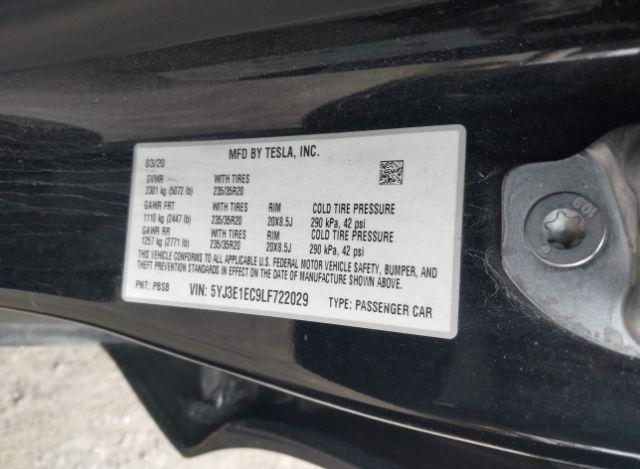 MFD BY TESLA, INC.
03/20
GVWR WITH TIRES
2301 kg (5072 lb) 235/35R20
GAWR FRT WITH TIRES RIM COLD TIRE PRESSURE
1110 kg (2447 lb) 235/35R20 20X8.5J 290 kPa, 42 psi
GAWR RR WITH TIRES RIM COLD TIRE PRESSURE
1257 kg (2771 lb) 235/35R20 20X8.5J 290 kPa, 42 psi
THIS VEHICLE CONFORMS TO ALL APPLICABLE U.S. FEDERAL MOTOR VEHICLE SAFETY, BUMPER, AND
THEFT PREVENTION STANDARDS IN EFFECT ON THE DATE OF MANUFACTURE SHOWN ABOVE.
PNT: PBSB VIN: 5YJ3E1EC9LF722029 TYPE: PASSENGER CAR